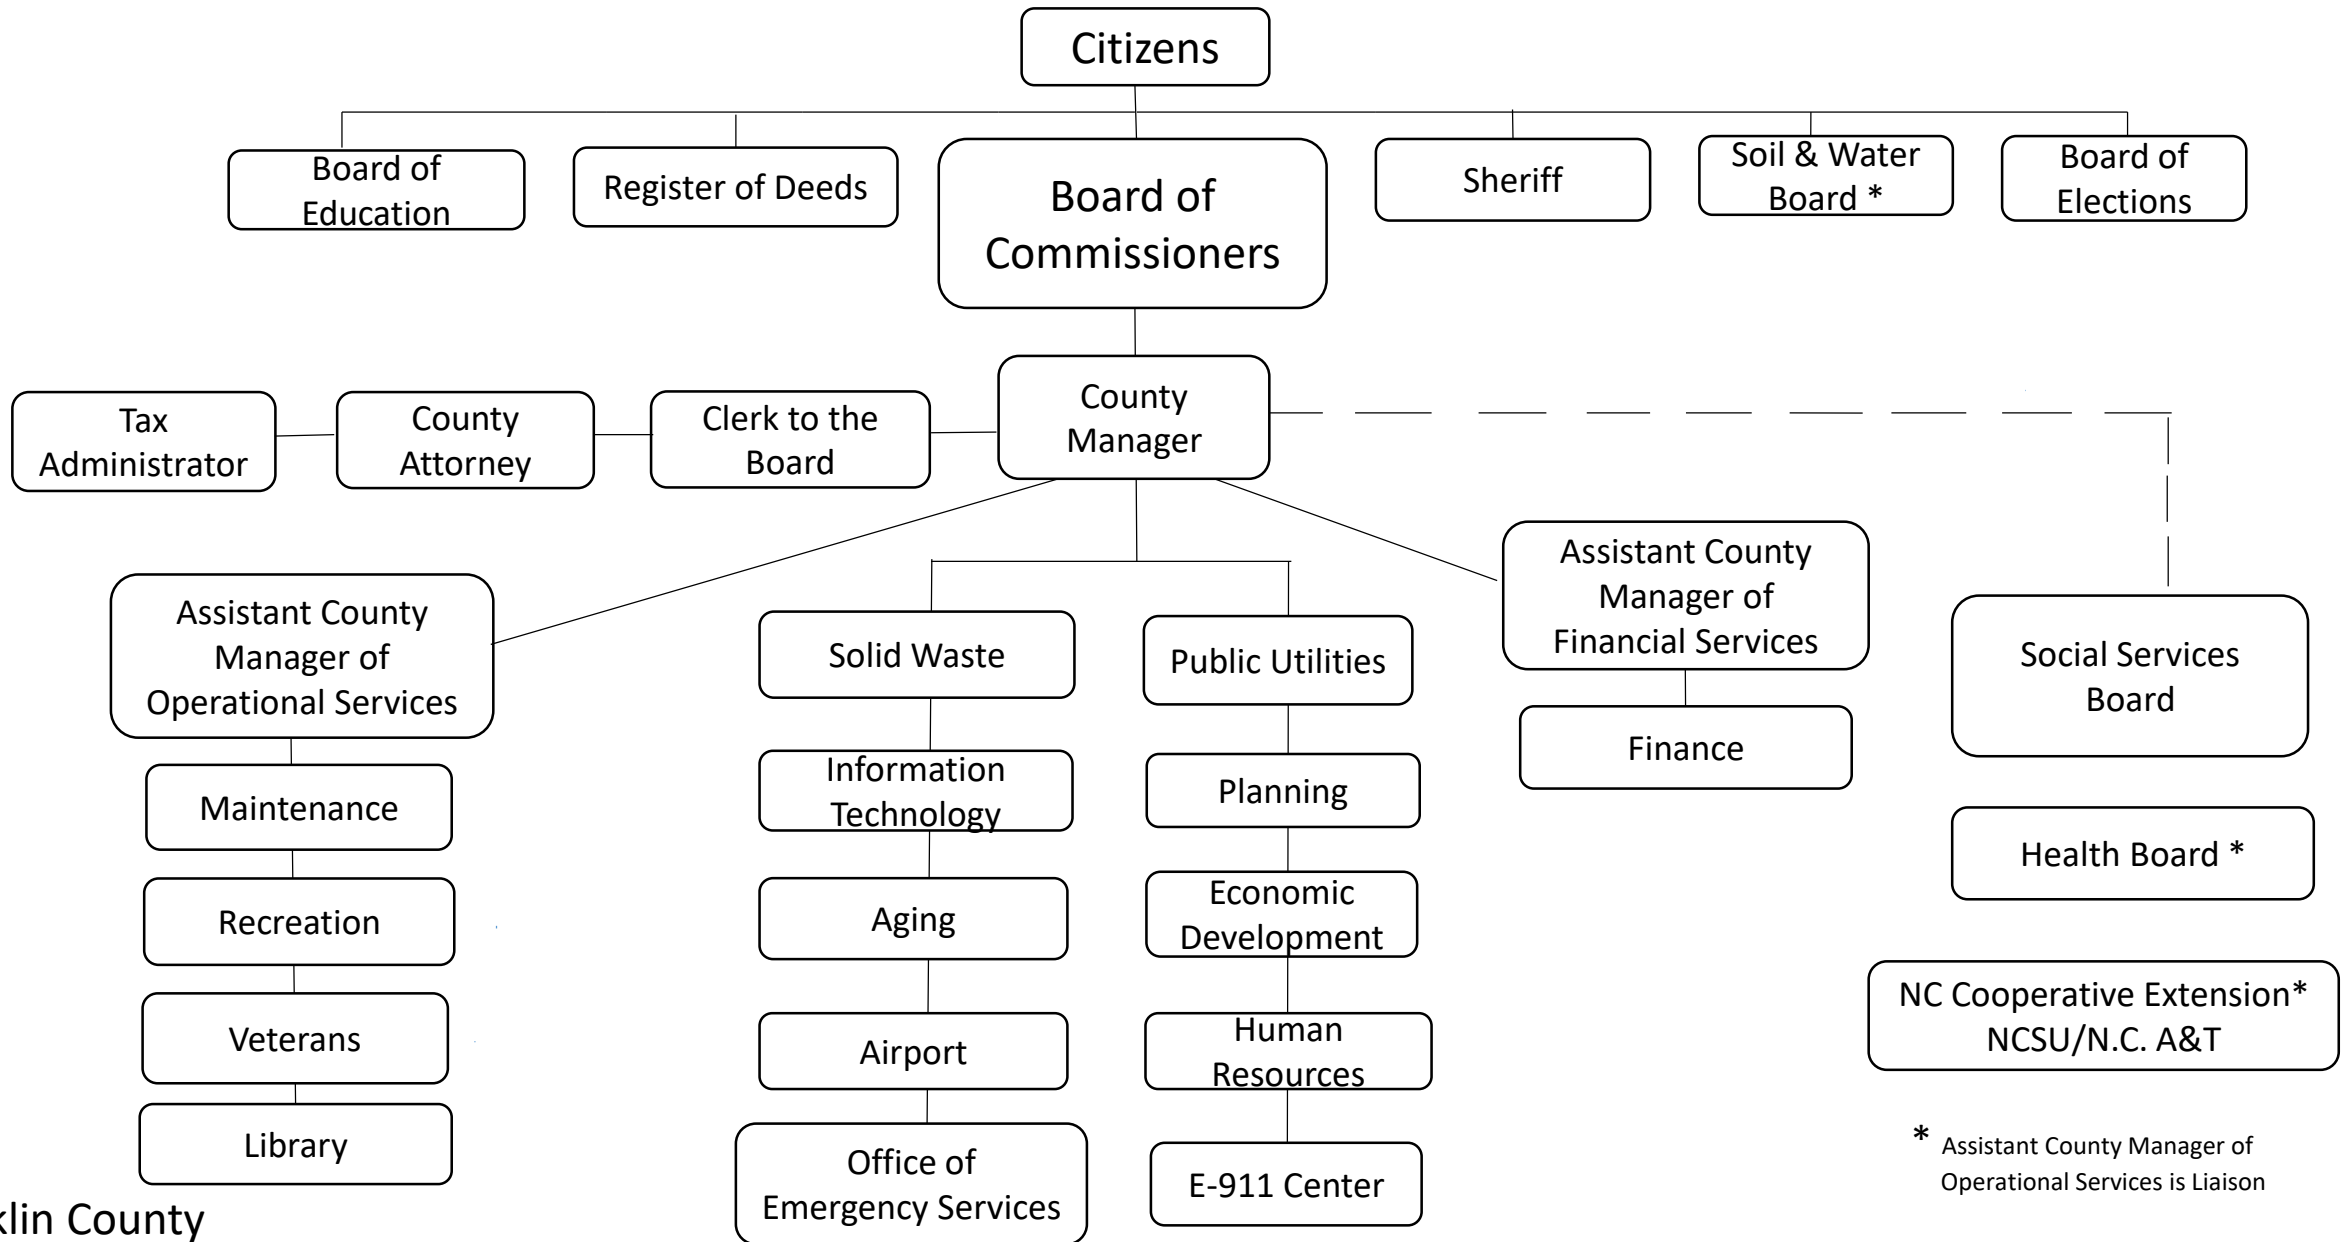 Citizens
Board of
Education
Register of Deeds
Board of
Commissioners
Sheriff
Soil & Water
Board *
Board of
Elections
Tax
Administrator
County
Attorney
Clerk to the
Board
County
Manager
Assistant County
Manager of
Operational Services
Maintenance
Recreation
Veterans
Library
Solid Waste
Information
Technology
Aging
Airport
Office of
Emergency Services
Public Utilities
Planning
Economic
Development
Human
Resources
E-911 Center
Assistant County
Manager of
Financial Services
Finance
Social Services
Board
Health Board *
NC Cooperative Extension*
NCSU/N.C. A&T
* Assistant County Manager of
Operational Services is Liaison
klin County